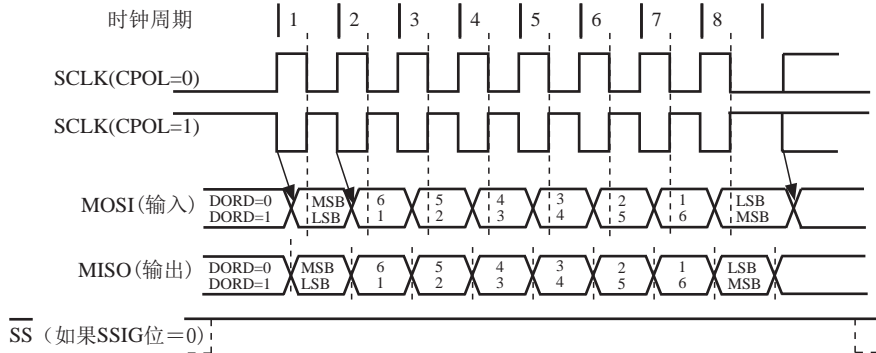 时钟周期 1 2 3 4 5 6 7 8
SCLK(CPOL=0)
SCLK(CPOL=1)
MOSI(输入) DORD=0 MSB 6 5 4 3 2 1 LSB
DORD=1 LSB 1 2 3 4 5 6 MSB
MISO(输出) DORD=0 MSB 6 5 4 3 2 1 LSB
DORD=1 LSB 1 2 3 4 5 6 MSB
SS（如果SSIG位＝0)